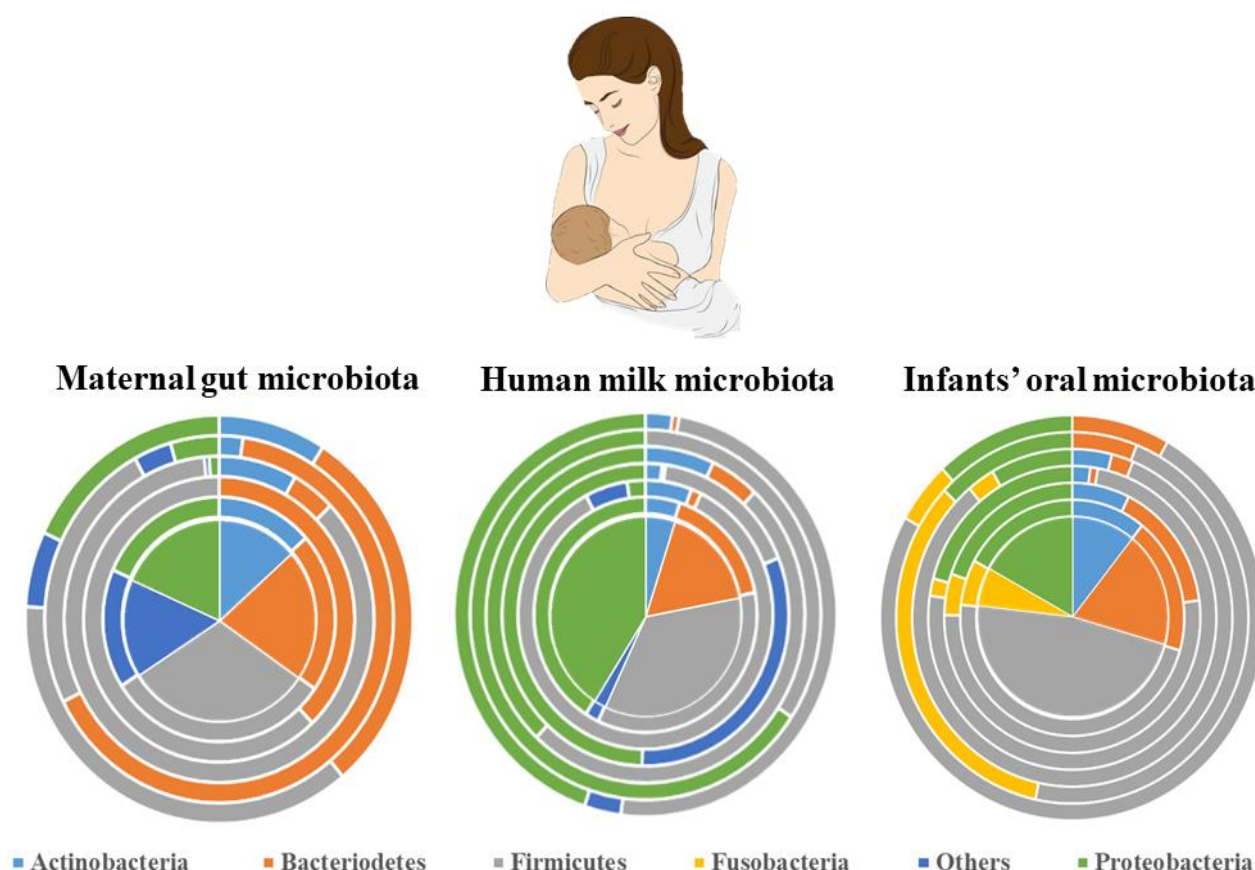 Maternal gut microbiota Human milk microbiota Infants’ oral microbiota
Actinobacteria Bacteriodetes Firmicutes Fusobacteria Others Proteobacteria